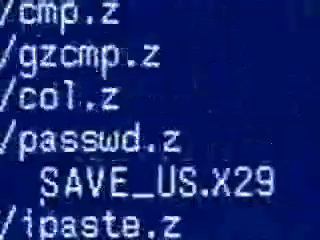 /cmp.z
/gzcmp.z
/col.z
/passwd.z
SAVE_US.X29
/ipaste.z